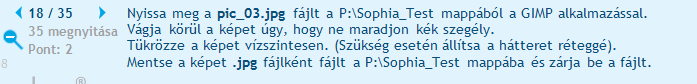 18 / 35
35 megnyitása
Pont: 2
8
Nyissa meg a pic_03.jpg fájlt a P:\Sophia_Test mappából a GIMP alkalmazással.
Vágja körül a képet úgy, hogy ne maradjon kék szegély.
Tükrözze a képet vízszintesen. (Szükség esetén állítsa a hátteret réteggé).
Mentse a képet .jpg fájlként fájlt a P:\Sophia_Test mappába és zárja be a fájlt.